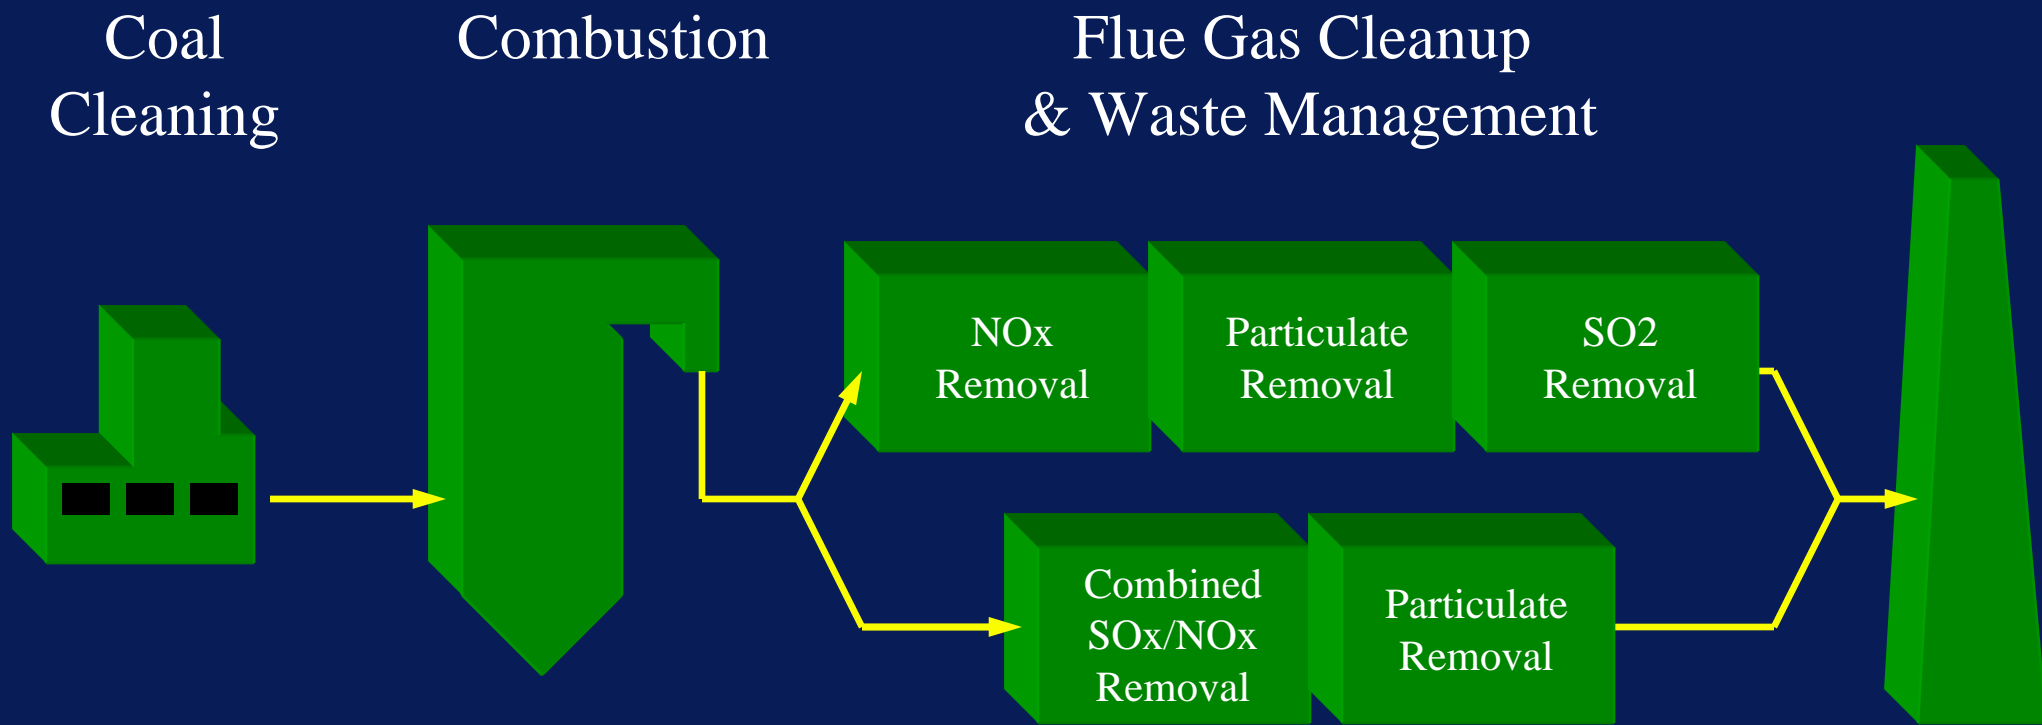 Coal
Cleaning
Combustion
Flue Gas Cleanup
& Waste Management
NOx
Removal
Particulate
Removal
SO2
Removal
Combined
SOx/NOx
Removal
Particulate
Removal